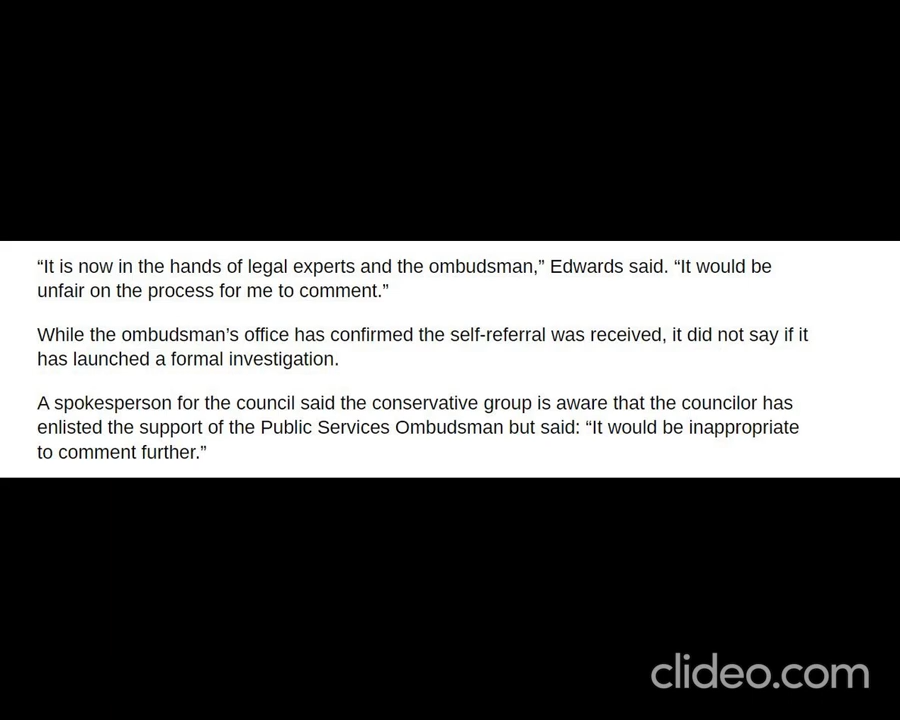 “It is now in the hands of legal experts and the ombudsman,” Edwards said. “It would be
unfair on the process for me to comment.”
While the ombudsman’s office has confirmed the self-referral was received, it did not say if it
has launched a formal investigation.
A spokesperson for the council said the conservative group is aware that the councilor has
enlisted the support of the Public Services Ombudsman but said: “It would be inappropriate
to comment further.”
clideo.com